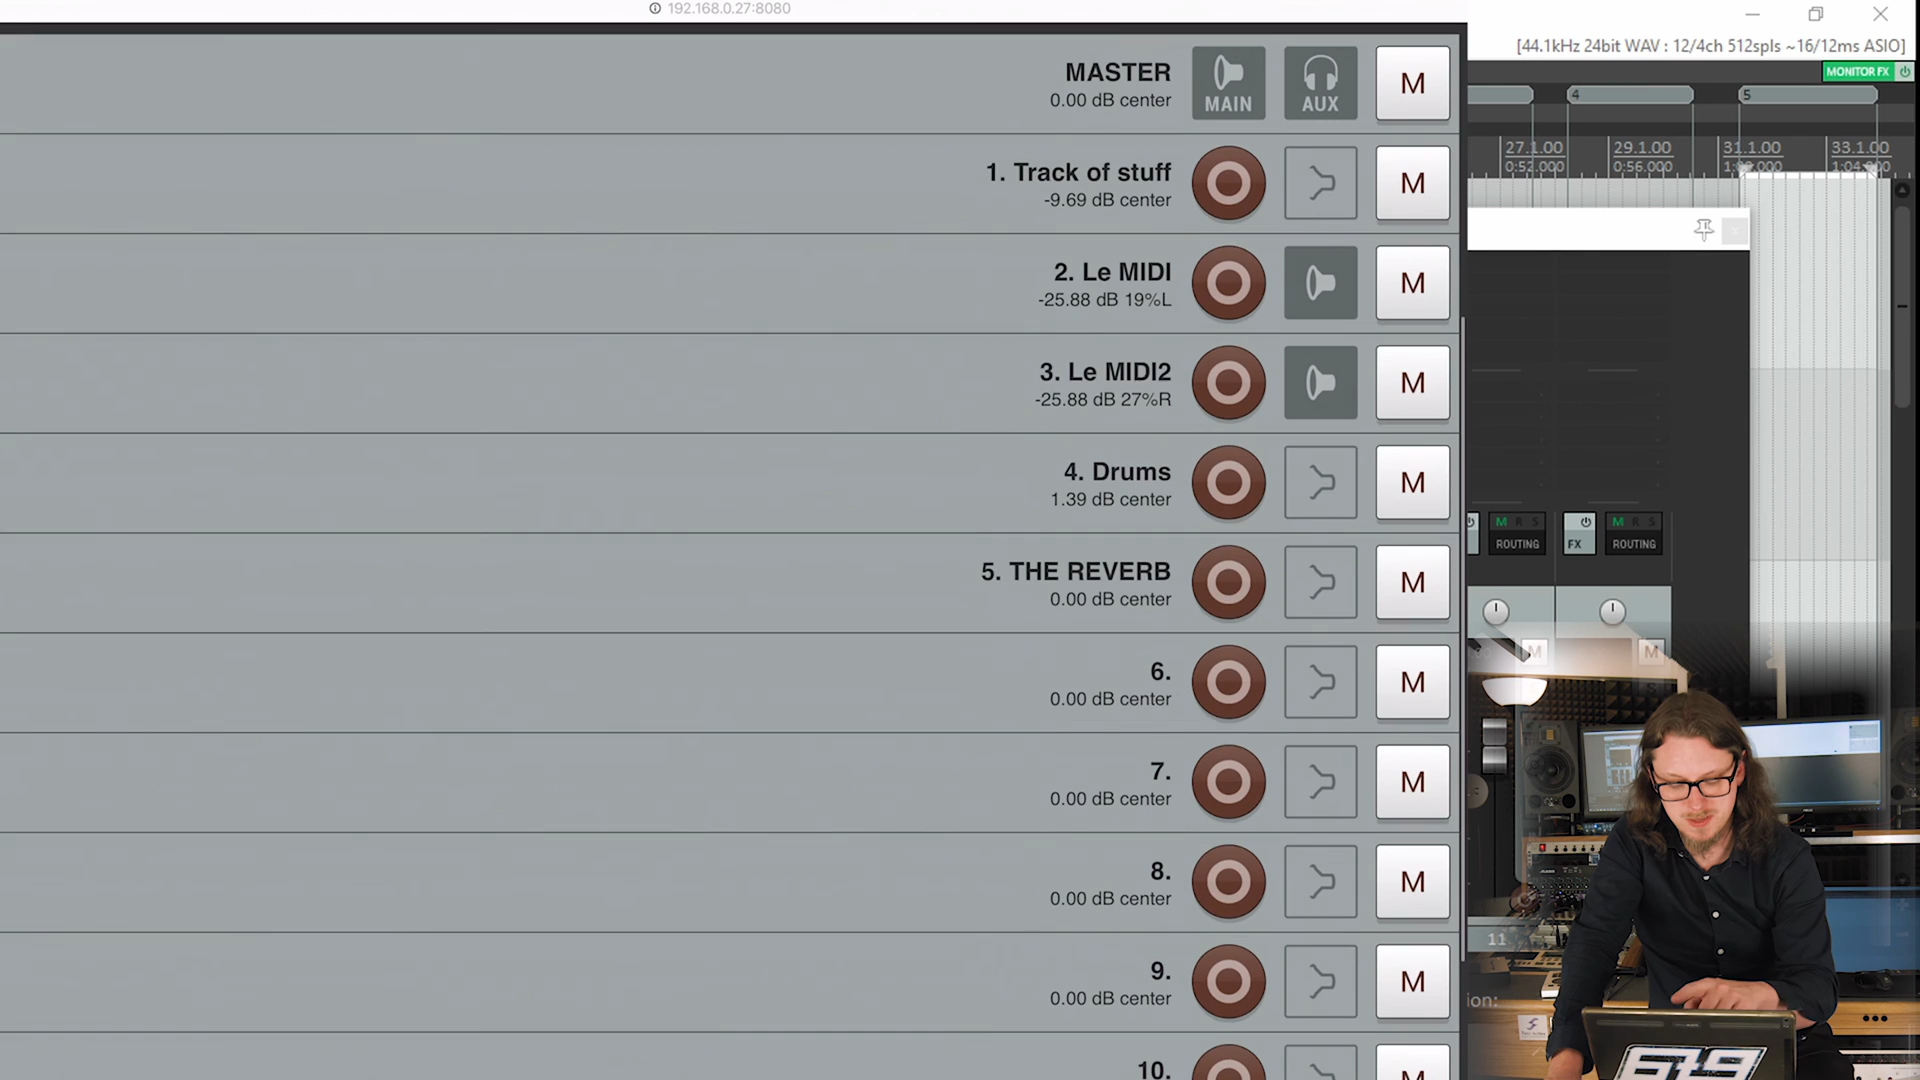 192.168.0.27:8080
[44.1kHz 24bit WAV : 12/4ch 512spls ~16/12ms ASIO]
MONITOR FX
MASTER
0.00 dB center
MAIN
AUX
M
4
5
27.1.00
0:52.000
29.1.00
0:56.000
31.1.00
33.1.00
1. Track of stuff
-9.69 dB center
M
2. Le MIDI
-25.88 dB 19%L
M
3. Le MIDI2
-25.88 dB 27%R
M
4. Drums
1.39 dB center
M
M R S
ROUTING
FX
M R S
ROUTING
5. THE REVERB
0.00 dB center
M
M
M
6.
0.00 dB center
M
7.
0.00 dB center
M
8.
0.00 dB center
M
9.
0.00 dB center
M
11
ion:
10.
M
679